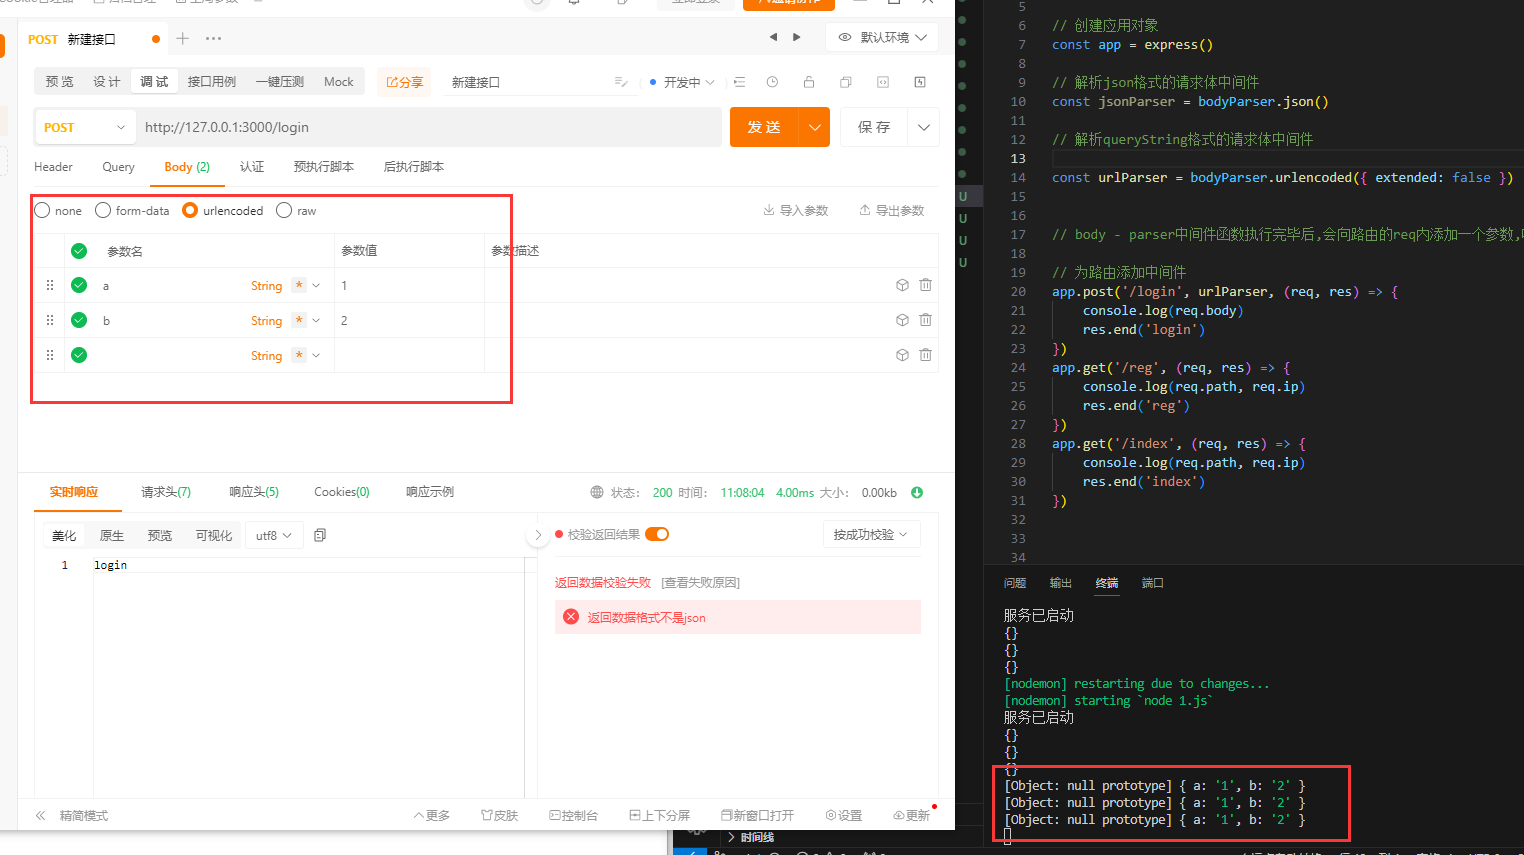 POST 新建接口
默认环境
预览 设计 调试 接口用例 一键压测 Mock 分享 新建接口 开发中
POST http://127.0.0.1:3000/login 发送 保存
Header Query Body (2) 认证 预执行脚本 后执行脚本
none form-data urlencoded raw 导入参数 导出参数
参数名 参数值 参数描述
a String * 1
b String * 2
String *
实时响应 请求头(7) 响应头(5) Cookies(0) 响应示例 状态: 200 时间: 11:08:04 4.00ms 大小: 0.00kb
美化 原生 预览 可视化 utf8 校验返回结果 按成功校验
1 login
返回数据校验失败 [查看失败原因]
返回数据格式不是json
精简模式 更多 皮肤 控制台 上下分屏 新窗口打开 设置 更新
U
U
U
U
5
6 // 创建应用对象
7 const app = express()
8
9 // 解析json格式的请求体中间件
10 const jsonParser = bodyParser.json()
11
12 // 解析queryString格式的请求体中间件
13
14 const urlParser = bodyParser.urlencoded({ extended: false })
15
16
17 // body - parser中间件函数执行完毕后,会向路由的req内添加一个参数,
18
19 // 为路由添加中间件
20 app.post('/login', urlParser, (req, res) => {
21 console.log(req.body)
22 res.end('login')
23 })
24 app.get('/reg', (req, res) => {
25 console.log(req.path, req.ip)
26 res.end('reg')
27 })
28 app.get('/index', (req, res) => {
29 console.log(req.path, req.ip)
30 res.end('index')
31 })
32
33
34
问题 输出 终端 端口
服务已启动
{}
{}
{}
[nodemon] restarting due to changes...
[nodemon] starting `node 1.js`
服务已启动
{}
{}
{}
[Object: null prototype] { a: '1', b: '2' }
[Object: null prototype] { a: '1', b: '2' }
[Object: null prototype] { a: '1', b: '2' }
时间线